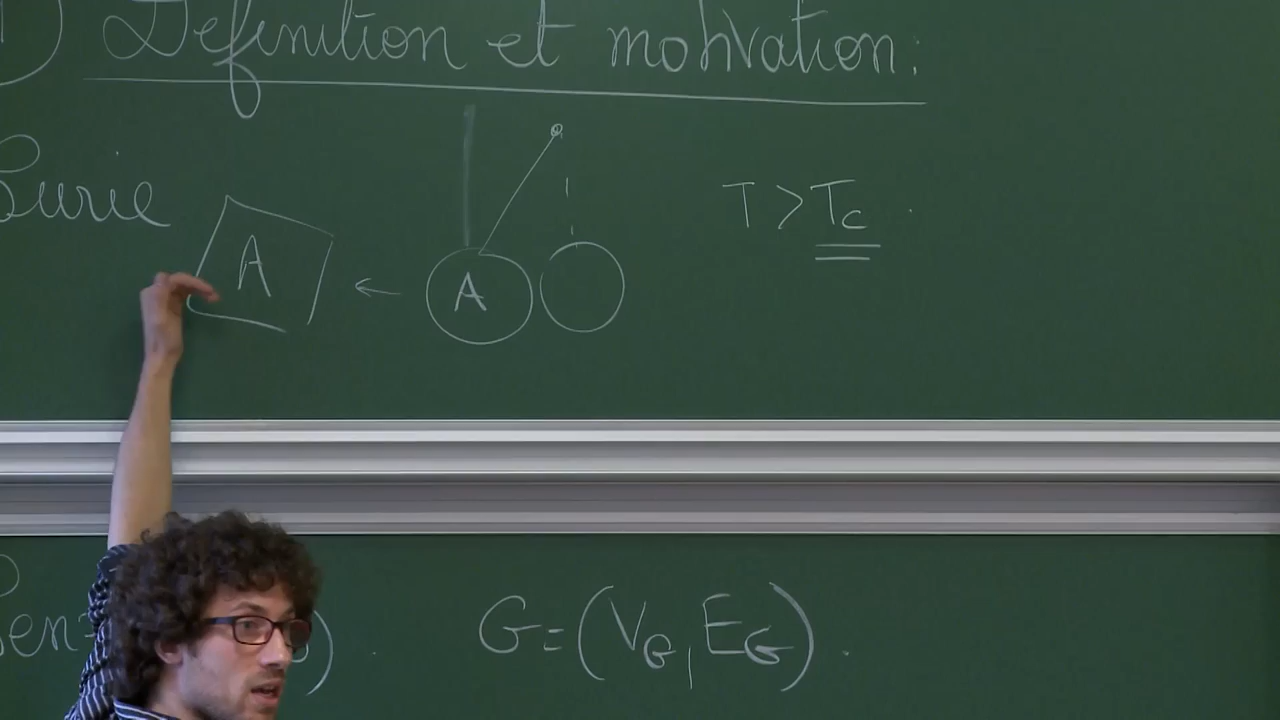 Définition et motivation:
Curie
A
A
T > Tc
G = (V_G, E_G).